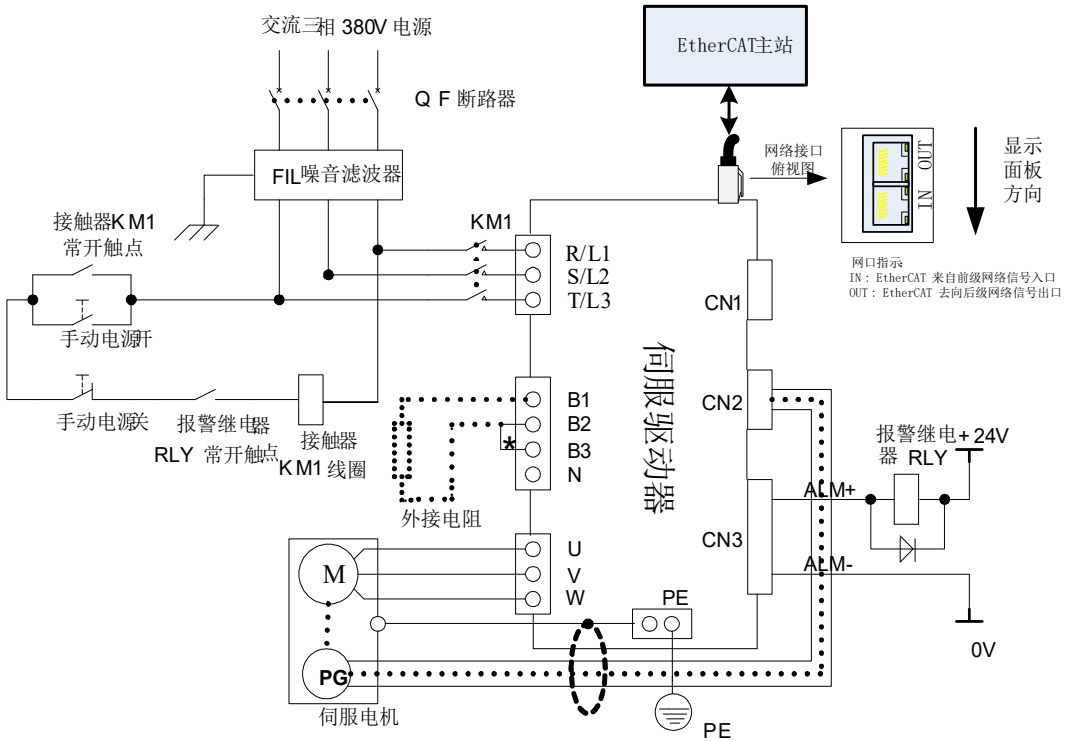 交流三相 380V 电源
EtherCAT主站
Q F 断路器
网络接口
俯视图
OUT
IN
显示
面板
方向
FIL噪音滤波器
接触器KM1
常开触点
KM1
R/L1
S/L2
T/L3
网口指示:
IN : EtherCAT 来自前级网络信号入口
OUT : EtherCAT 去向后级网络信号出口
CN1
手动电源开
伺服驱动器
B1
B2
*
B3
N
CN2
手动电源关
报警继电器
RLY 常开触点
接触器
KM1 线圈
报警继电
器 RLY
+24V
外接电阻
ALM+
CN3
U
V
W
M
ALM-
PE
0V
PG
伺服电机
PE